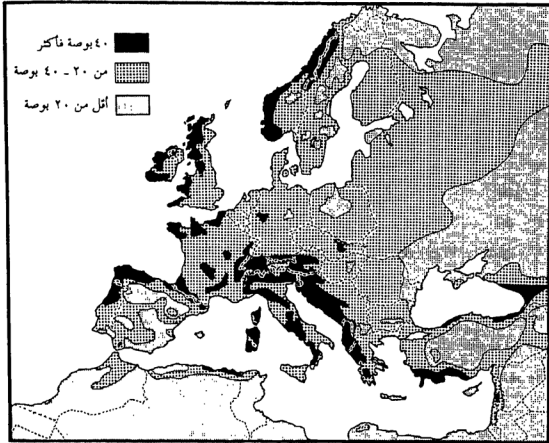 ٤٠ بوصة فأكثر
من ٢٠ - ٤٠ بوصة
أقل من ٢٠ بوصة